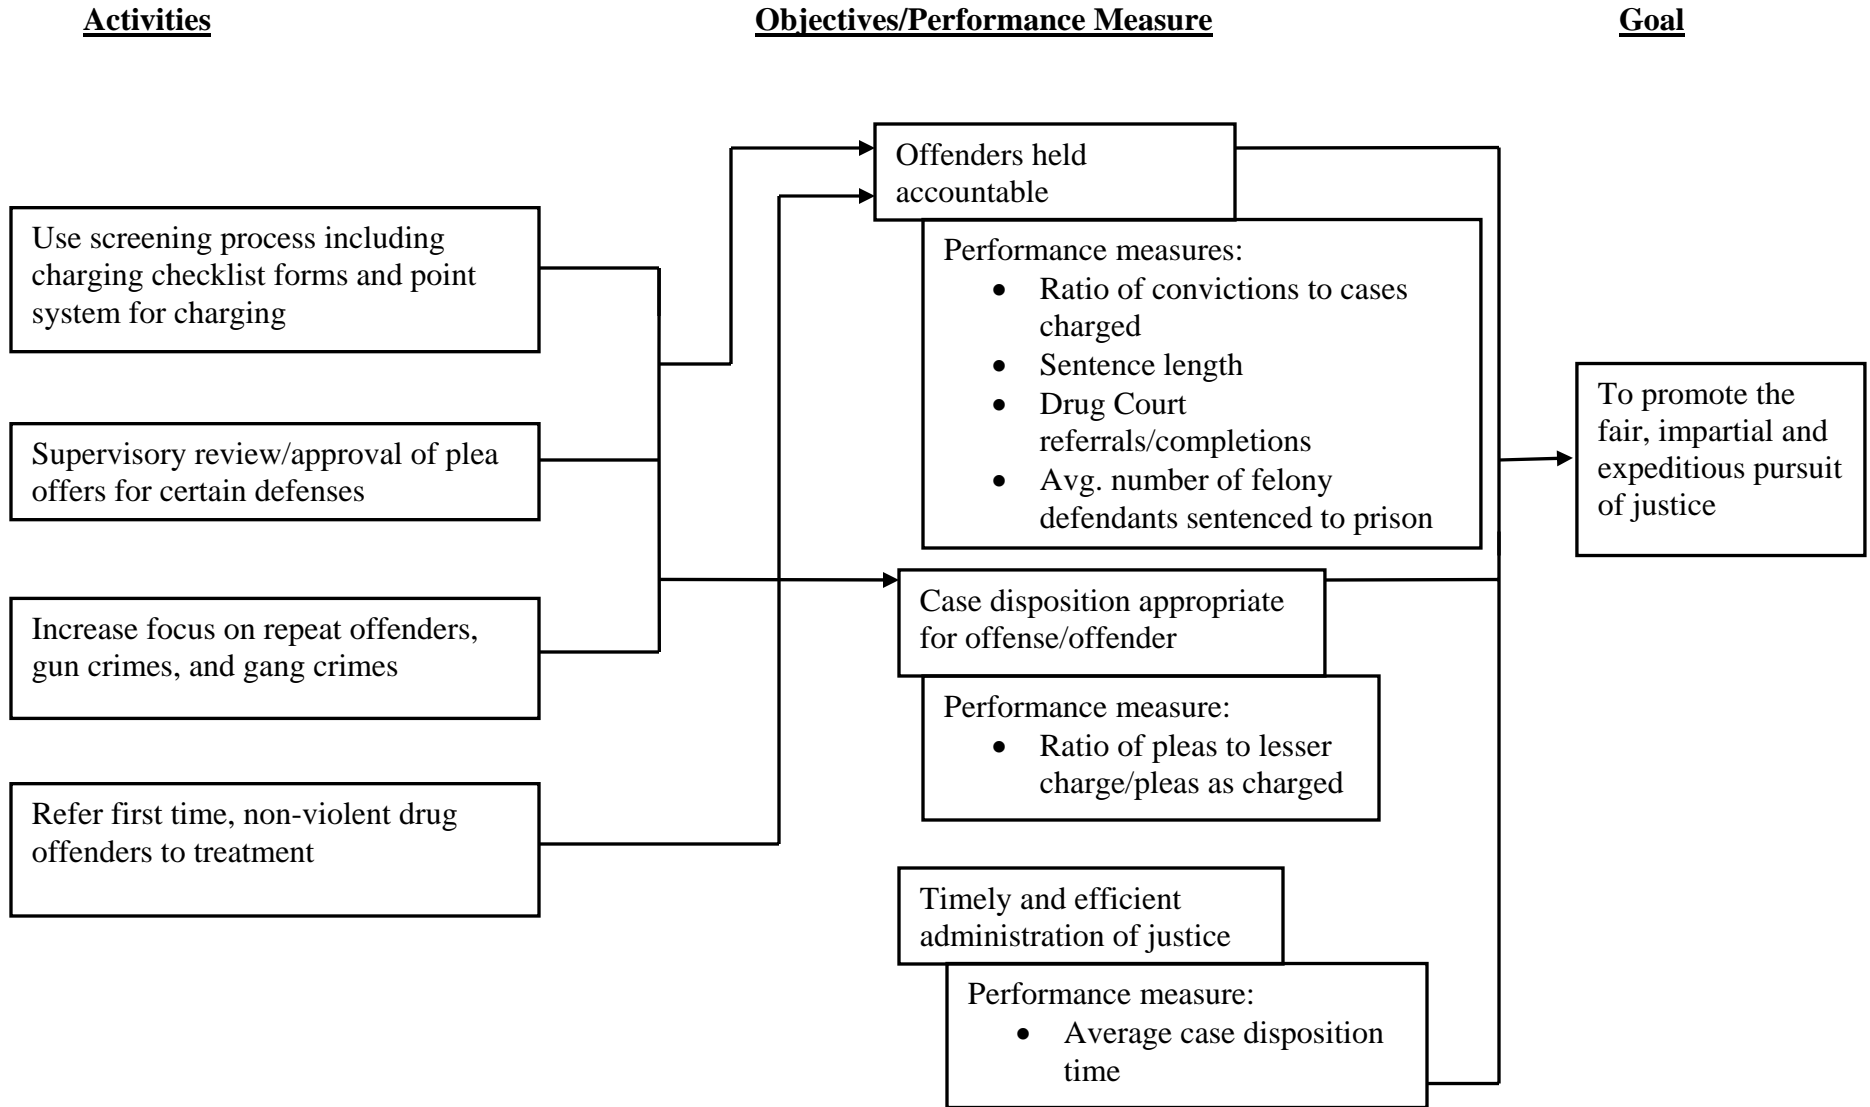 Activities
Objectives/Performance Measure
Goal
Use screening process including
charging checklist forms and point
system for charging
Supervisory review/approval of plea
offers for certain defenses
Increase focus on repeat offenders,
gun crimes, and gang crimes
Refer first time, non-violent drug
offenders to treatment
Offenders held
accountable
Performance measures:
• Ratio of convictions to cases
charged
• Sentence length
• Drug Court
referrals/completions
• Avg. number of felony
defendants sentenced to prison
Case disposition appropriate
for offense/offender
Performance measure:
• Ratio of pleas to lesser
charge/pleas as charged
Timely and efficient
administration of justice
Performance measure:
• Average case disposition
time
To promote the
fair, impartial and
expeditious pursuit
of justice